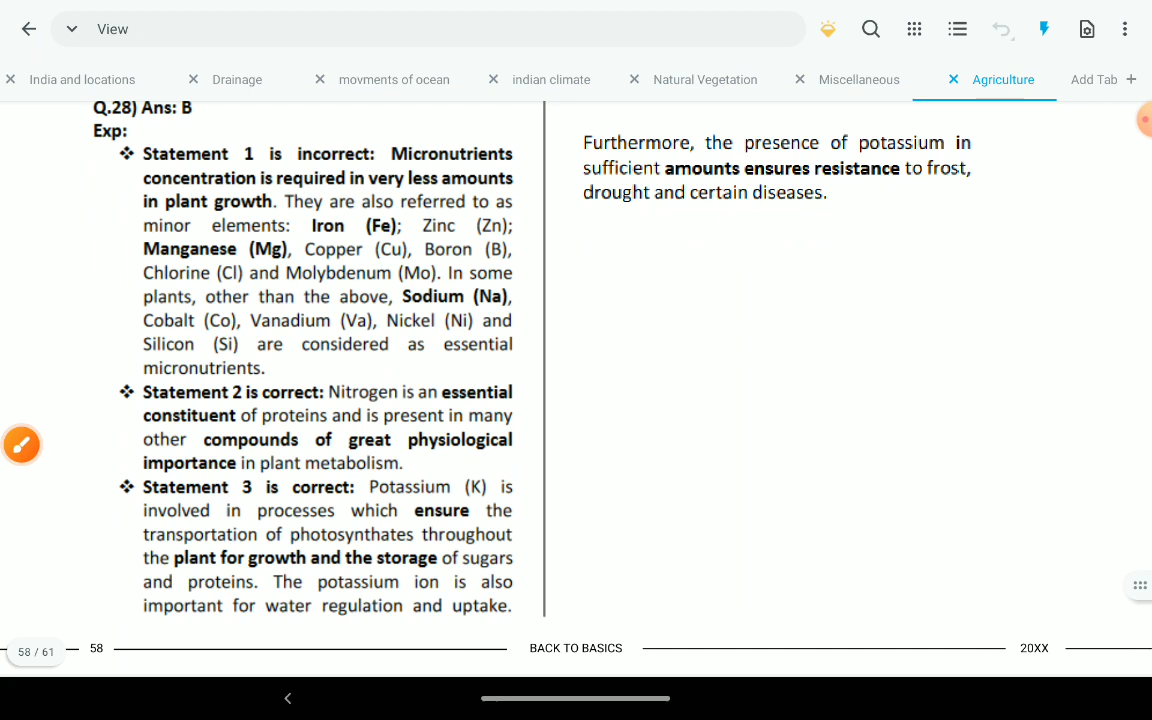 View
India and locations
Drainage
movments of ocean
indian climate
Natural Vegetation
Miscellaneous
Agriculture
Add Tab
Q.28) Ans: B
Exp:
Statement 1 is incorrect: Micronutrients
concentration is required in very less amounts
in plant growth. They are also referred to as
minor elements: Iron (Fe); Zinc (Zn);
Manganese (Mg), Copper (Cu), Boron (B),
Chlorine (Cl) and Molybdenum (Mo). In some
plants, other than the above, Sodium (Na),
Cobalt (Co), Vanadium (Va), Nickel (Ni) and
Silicon (Si) are considered as essential
micronutrients.
Statement 2 is correct: Nitrogen is an essential
constituent of proteins and is present in many
other compounds of great physiological
importance in plant metabolism.
Statement 3 is correct: Potassium (K) is
involved in processes which ensure the
transportation of photosynthates throughout
the plant for growth and the storage of sugars
and proteins. The potassium ion is also
important for water regulation and uptake.
Furthermore, the presence of potassium in
sufficient amounts ensures resistance to frost,
drought and certain diseases.
58 / 61
58
BACK TO BASICS
20XX